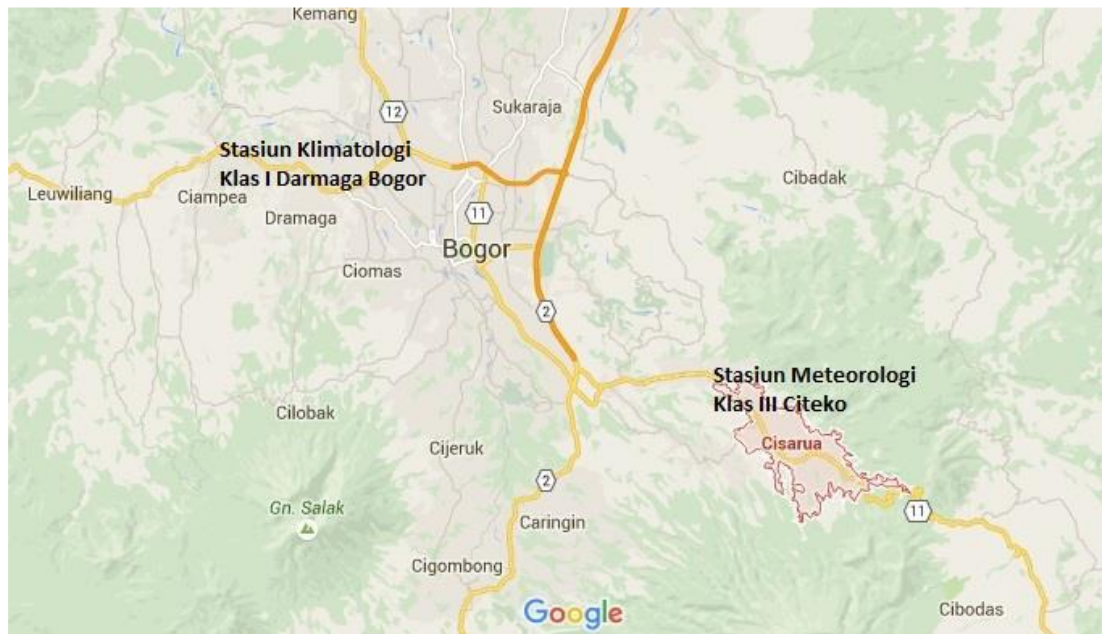 Kemang
Sukaraja
12
Stasiun Klimatologi
Klas I Darmaga Bogor
Cibadak
Leuwiliang
Ciampea
Dramaga
11
Bogor
Ciomas
2
Stasiun Meteorologi
Klas III Citeko
Cilobak
Cijeruk
Cisarua
2
Gn. Salak
11
Caringin
Cigombong
Google
Cibodas